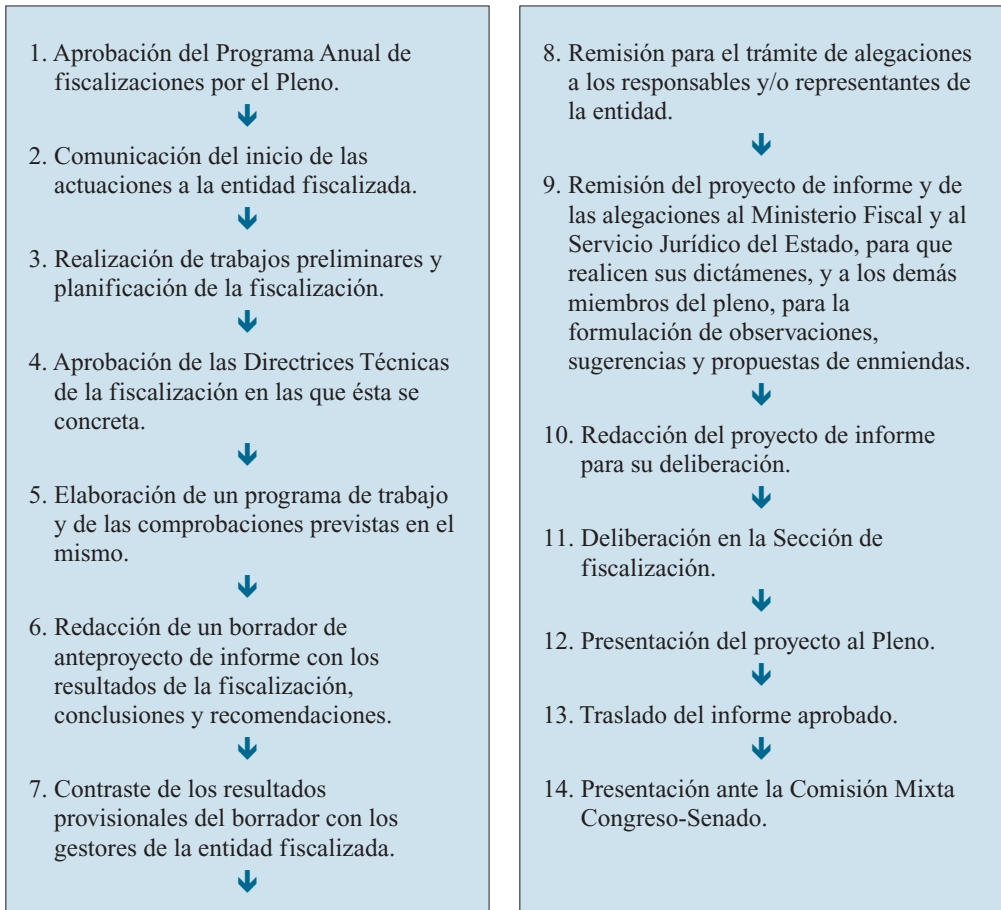 1. Aprobación del Programa Anual de
fiscalizaciones por el Pleno.
2. Comunicación del inicio de las
actuaciones a la entidad fiscalizada.
3. Realización de trabajos preliminares y
planificación de la fiscalización.
4. Aprobación de las Directrices Técnicas
de la fiscalización en las que ésta se
concreta.
5. Elaboración de un programa de trabajo
y de las comprobaciones previstas en el
mismo.
6. Redacción de un borrador de
anteproyecto de informe con los
resultados de la fiscalización,
conclusiones y recomendaciones.
7. Contraste de los resultados
provisionales del borrador con los
gestores de la entidad fiscalizada.
8. Remisión para el trámite de alegaciones
a los responsables y/o representantes de
la entidad.
9. Remisión del proyecto de informe y de
las alegaciones al Ministerio Fiscal y al
Servicio Jurídico del Estado, para que
realicen sus dictámenes, y a los demás
miembros del pleno, para la
formulación de observaciones,
sugerencias y propuestas de enmiendas.
10. Redacción del proyecto de informe
para su deliberación.
11. Deliberación en la Sección de
fiscalización.
12. Presentación del proyecto al Pleno.
13. Traslado del informe aprobado.
14. Presentación ante la Comisión Mixta
Congreso-Senado.